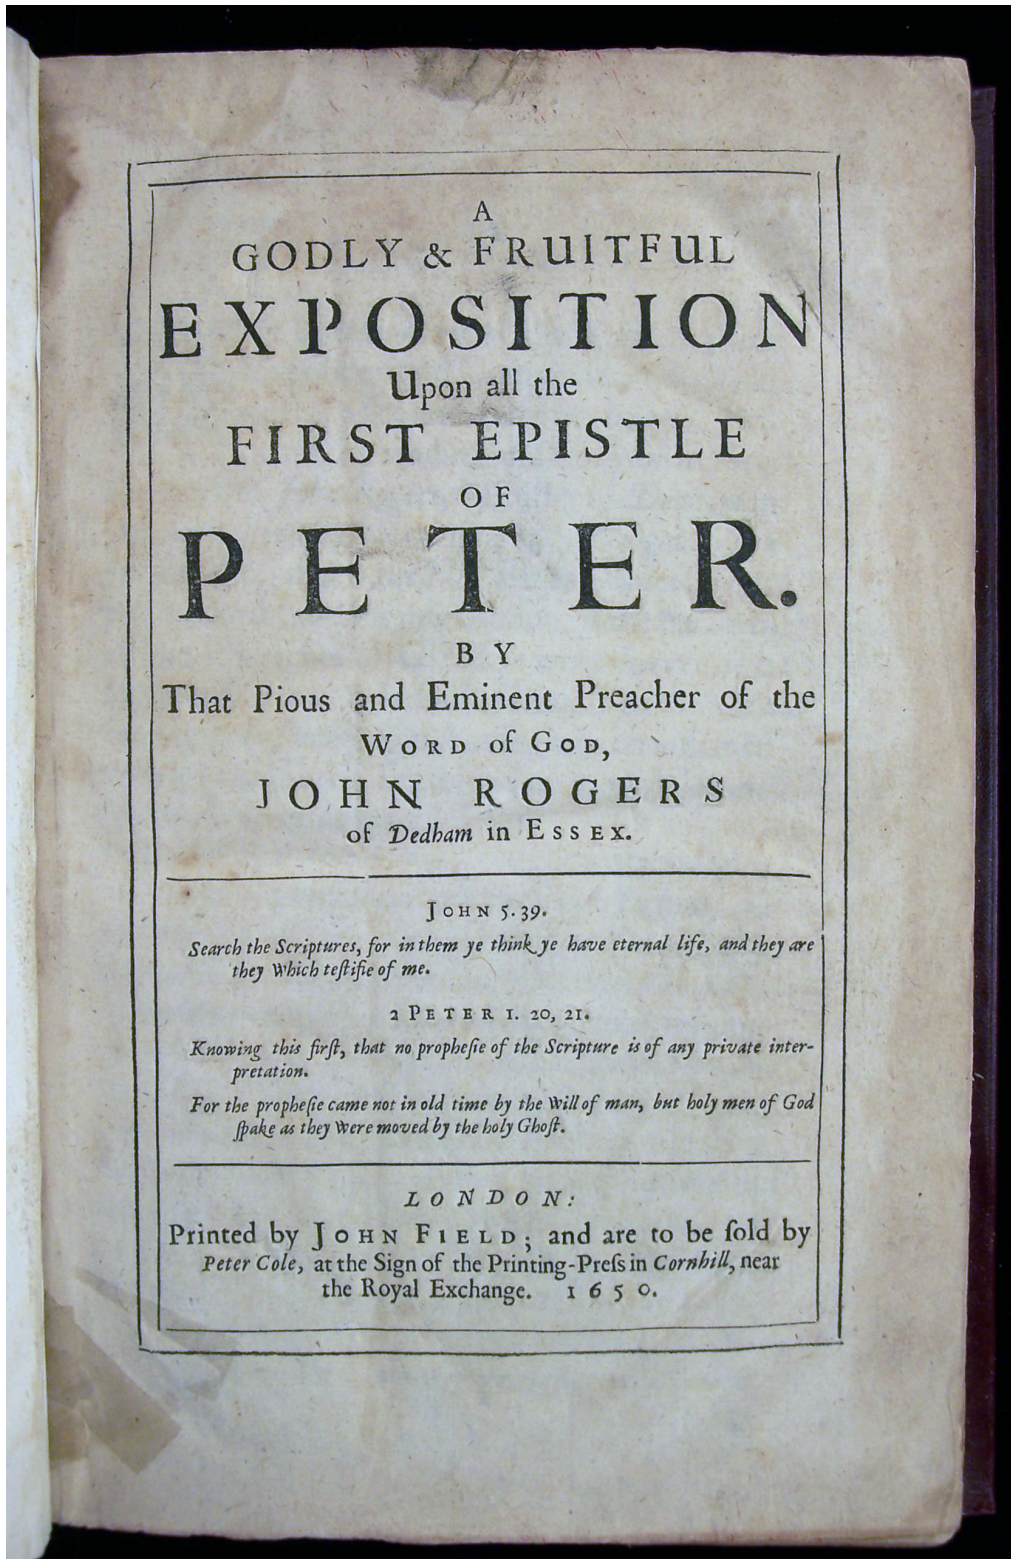 A
GODLY & FRUITFUL
EXPOSITION
Upon all the
FIRST EPISTLE
OF
PETER.
BY
That Pious and Eminent Preacher of the
WORD of GOD,
JOHN ROGERS
of Dedham in ESSEX.
JOHN 5.39.
Search the Scriptures, for in them ye think ye have eternal life, and they are
they Which teſtifie of me.
2 PETER 1. 20, 21.
Knowing this firſt, that no propheſie of the Scripture is of any private inter-
pretation.
For the propheſie came not in old time by the Will of man, but holy men of God
ſpake as they Were moved by the holy Ghoſt.
LONDON:
Printed by JOHN FIELD; and are to be ſold by
Peter Cole, at the Sign of the Printing-Preſs in Cornhill, near
the Royal Exchange. 1650.